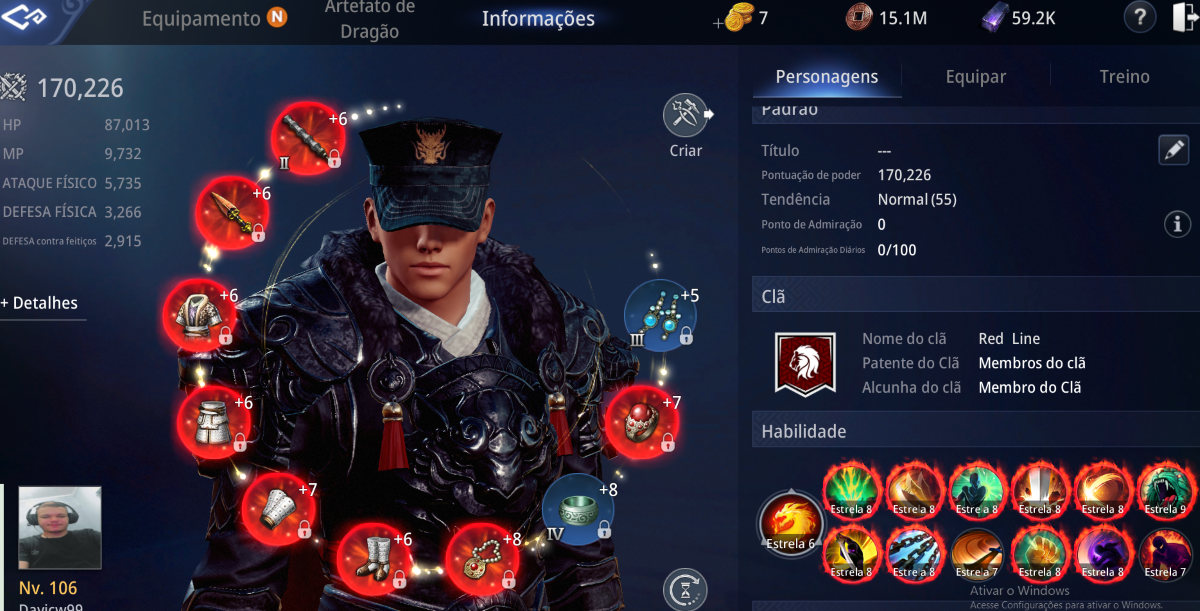 Equipamento N
Artefato de
Dragão
Informações
+ 7
15.1M
59.2K
?
170,226
HP 87,013
MP 9,732
ATAQUE FÍSICO 5,735
DEFESA FÍSICA 3,266
DEFESA contra feitiços 2,915
+ Detalhes
+6
II
+6
+6
+6
+7
+6
+8
+8
IV
+7
+5
III
Criar
Nv. 106
Personagens
Equipar
Treino
Padrão
Título ---
Pontuação de poder 170,226
Tendência Normal (55)
Ponto de Admiração 0
Pontos de Admiração Diários 0/100
Clã
Nome do clã Red Line
Patente do Clã Membros do clã
Alcunha do clã Membro do Clã
Habilidade
Estrela 6
Estrela 8 Estrela 8 Estrela 8 Estrela 8 Estrela 8 Estrela 9
Estrela 8 Estrela 8 Estrela 7 Estrela 8 Estrela 8 Estrela 7
Ativar o Windows
Acesse Configurações para ativar o Windows.